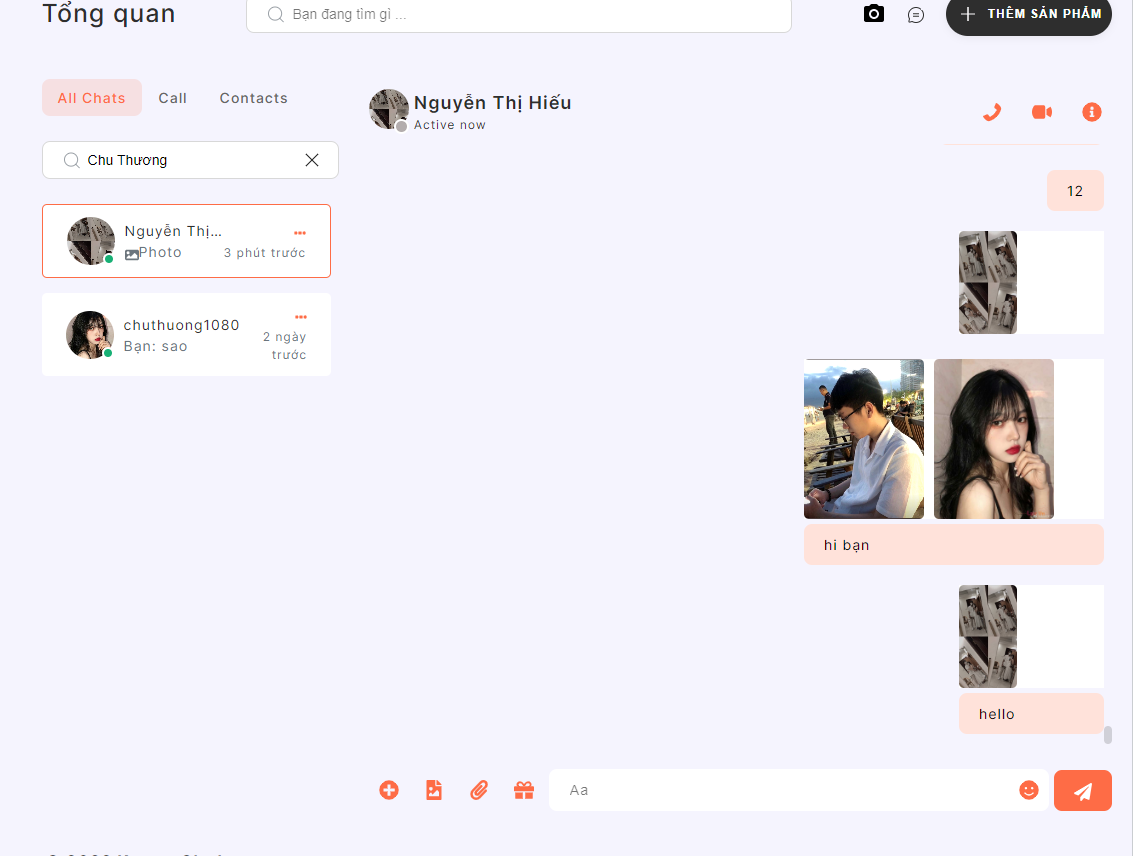 Tổng quan
Bạn đang tìm gì ...
THÊM SẢN PHẨM
All Chats
Call
Contacts
Chu Thương
Nguyễn Thị...
Photo
3 phút trước
chuthuong1080
Bạn: sao
2 ngày
trước
Nguyễn Thị Hiếu
Active now
12
hi bạn
hello
Aa